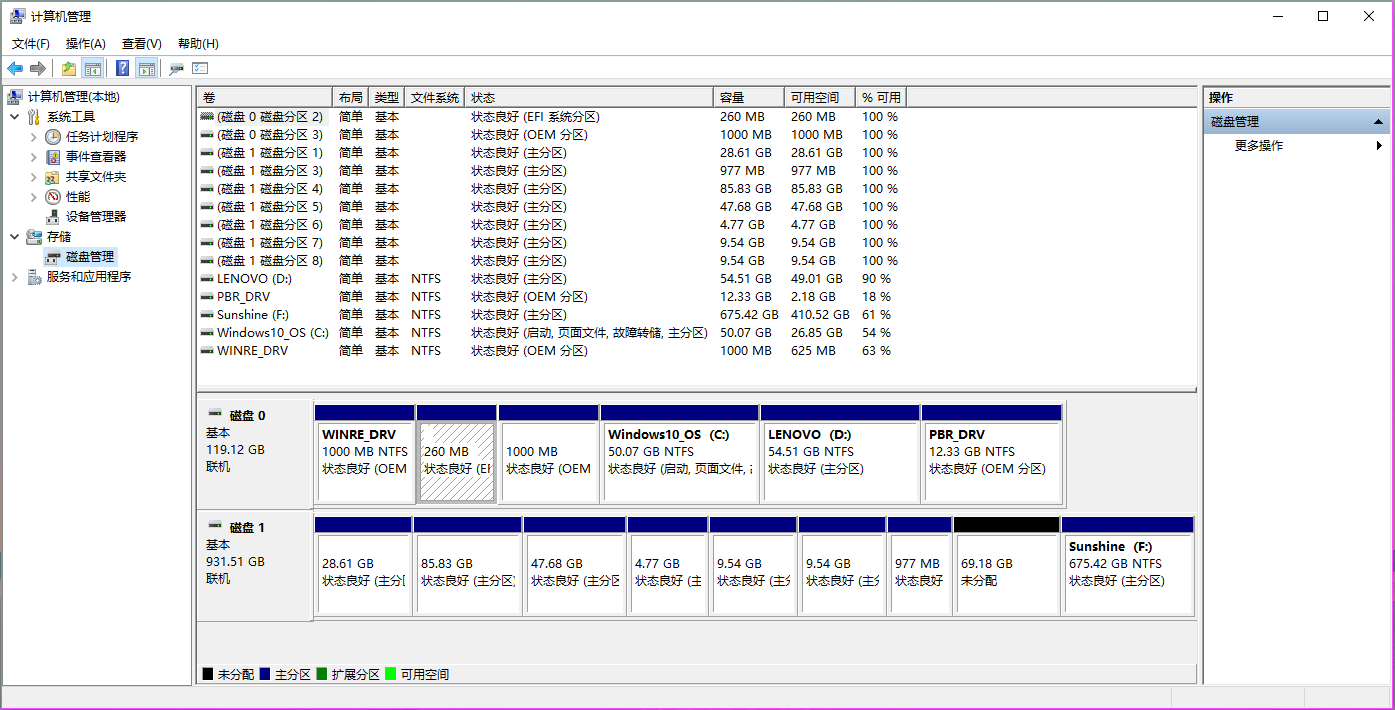 计算机管理
文件(F) 操作(A) 查看(V) 帮助(H)
计算机管理(本地)
系统工具
任务计划程序
事件查看器
共享文件夹
性能
设备管理器
存储
磁盘管理
服务和应用程序
卷 布局 类型 文件系统 状态 容量 可用空间 % 可用
(磁盘 0 磁盘分区 2) 简单 基本 状态良好 (EFI 系统分区) 260 MB 260 MB 100 %
(磁盘 0 磁盘分区 3) 简单 基本 状态良好 (OEM 分区) 1000 MB 1000 MB 100 %
(磁盘 1 磁盘分区 1) 简单 基本 状态良好 (主分区) 28.61 GB 28.61 GB 100 %
(磁盘 1 磁盘分区 3) 简单 基本 状态良好 (主分区) 977 MB 977 MB 100 %
(磁盘 1 磁盘分区 4) 简单 基本 状态良好 (主分区) 85.83 GB 85.83 GB 100 %
(磁盘 1 磁盘分区 5) 简单 基本 状态良好 (主分区) 47.68 GB 47.68 GB 100 %
(磁盘 1 磁盘分区 6) 简单 基本 状态良好 (主分区) 4.77 GB 4.77 GB 100 %
(磁盘 1 磁盘分区 7) 简单 基本 状态良好 (主分区) 9.54 GB 9.54 GB 100 %
(磁盘 1 磁盘分区 8) 简单 基本 状态良好 (主分区) 9.54 GB 9.54 GB 100 %
LENOVO (D:) 简单 基本 NTFS 状态良好 (主分区) 54.51 GB 49.01 GB 90 %
PBR_DRV 简单 基本 NTFS 状态良好 (OEM 分区) 12.33 GB 2.18 GB 18 %
Sunshine (F:) 简单 基本 NTFS 状态良好 (主分区) 675.42 GB 410.52 GB 61 %
Windows10_OS (C:) 简单 基本 NTFS 状态良好 (启动, 页面文件, 故障转储, 主分区) 50.07 GB 26.85 GB 54 %
WINRE_DRV 简单 基本 NTFS 状态良好 (OEM 分区) 1000 MB 625 MB 63 %
磁盘 0
基本
119.12 GB
联机
WINRE_DRV
1000 MB NTFS
状态良好 (OEM
260 MB
状态良好 (EF
1000 MB
状态良好 (OEM
Windows10_OS (C:)
50.07 GB NTFS
状态良好 (启动, 页面文件,
LENOVO (D:)
54.51 GB NTFS
状态良好 (主分区)
PBR_DRV
12.33 GB NTFS
状态良好 (OEM 分区)
磁盘 1
基本
931.51 GB
联机
28.61 GB
状态良好 (主分
85.83 GB
状态良好 (主分区)
47.68 GB
状态良好 (主分区
4.77 GB
状态良好 (主
9.54 GB
状态良好 (主分
9.54 GB
状态良好 (主分
977 MB
状态良好
69.18 GB
未分配
Sunshine (F:)
675.42 GB NTFS
状态良好 (主分区)
未分配 主分区 扩展分区 可用空间
操作
磁盘管理
更多操作